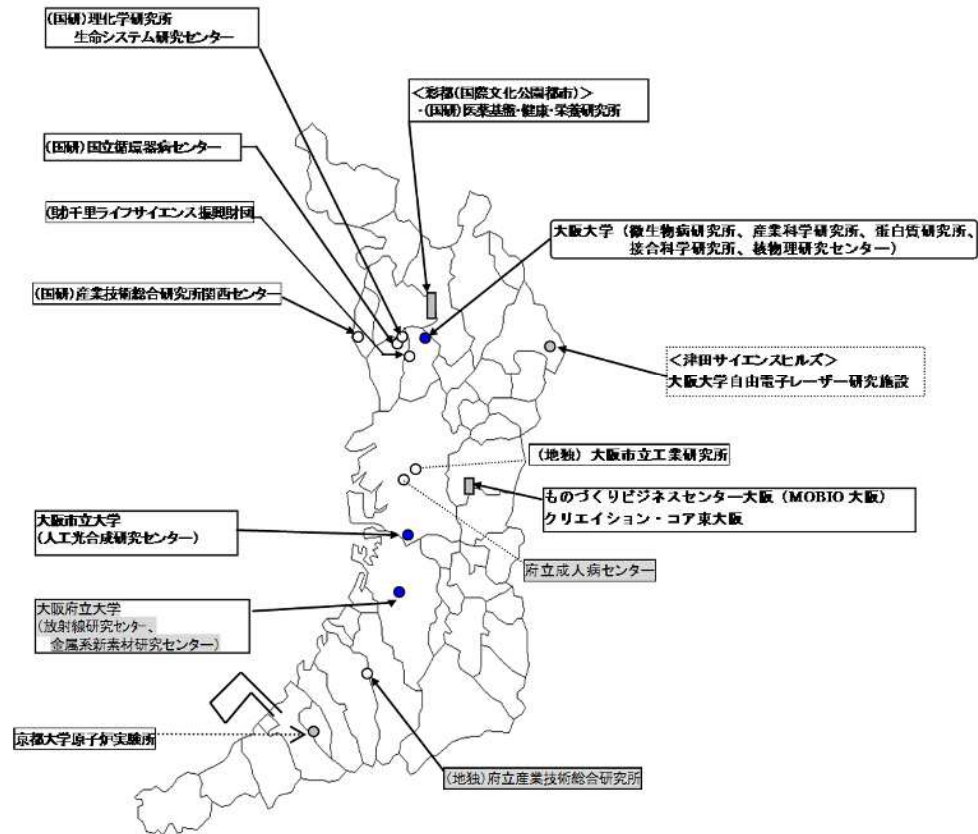 (国研)理化学研究所
生命システム研究センター
＜彩都(国際文化公園都市)＞
・(国研)医薬基盤・健康・栄養研究所
(国研)国立循環器病センター
(財)千里ライフサイエンス振興財団
大阪大学（微生物病研究所、産業科学研究所、蛋白質研究所、
接合科学研究所、核物理研究センター）
(国研)産業技術総合研究所関西センター
＜津田サイエンスヒルズ＞
大阪大学自由電子レーザー研究施設
（地独）大阪市立工業研究所
ものづくりビジネスセンター大阪（MOBIO 大阪）
クリエイション・コア東大阪
大阪市立大学
(人工光合成研究センター)
府立成人病センター
大阪府立大学
(放射線研究センター、
金属系新素材研究センター)
京都大学原子炉実験所
(地独)府立産業技術総合研究所